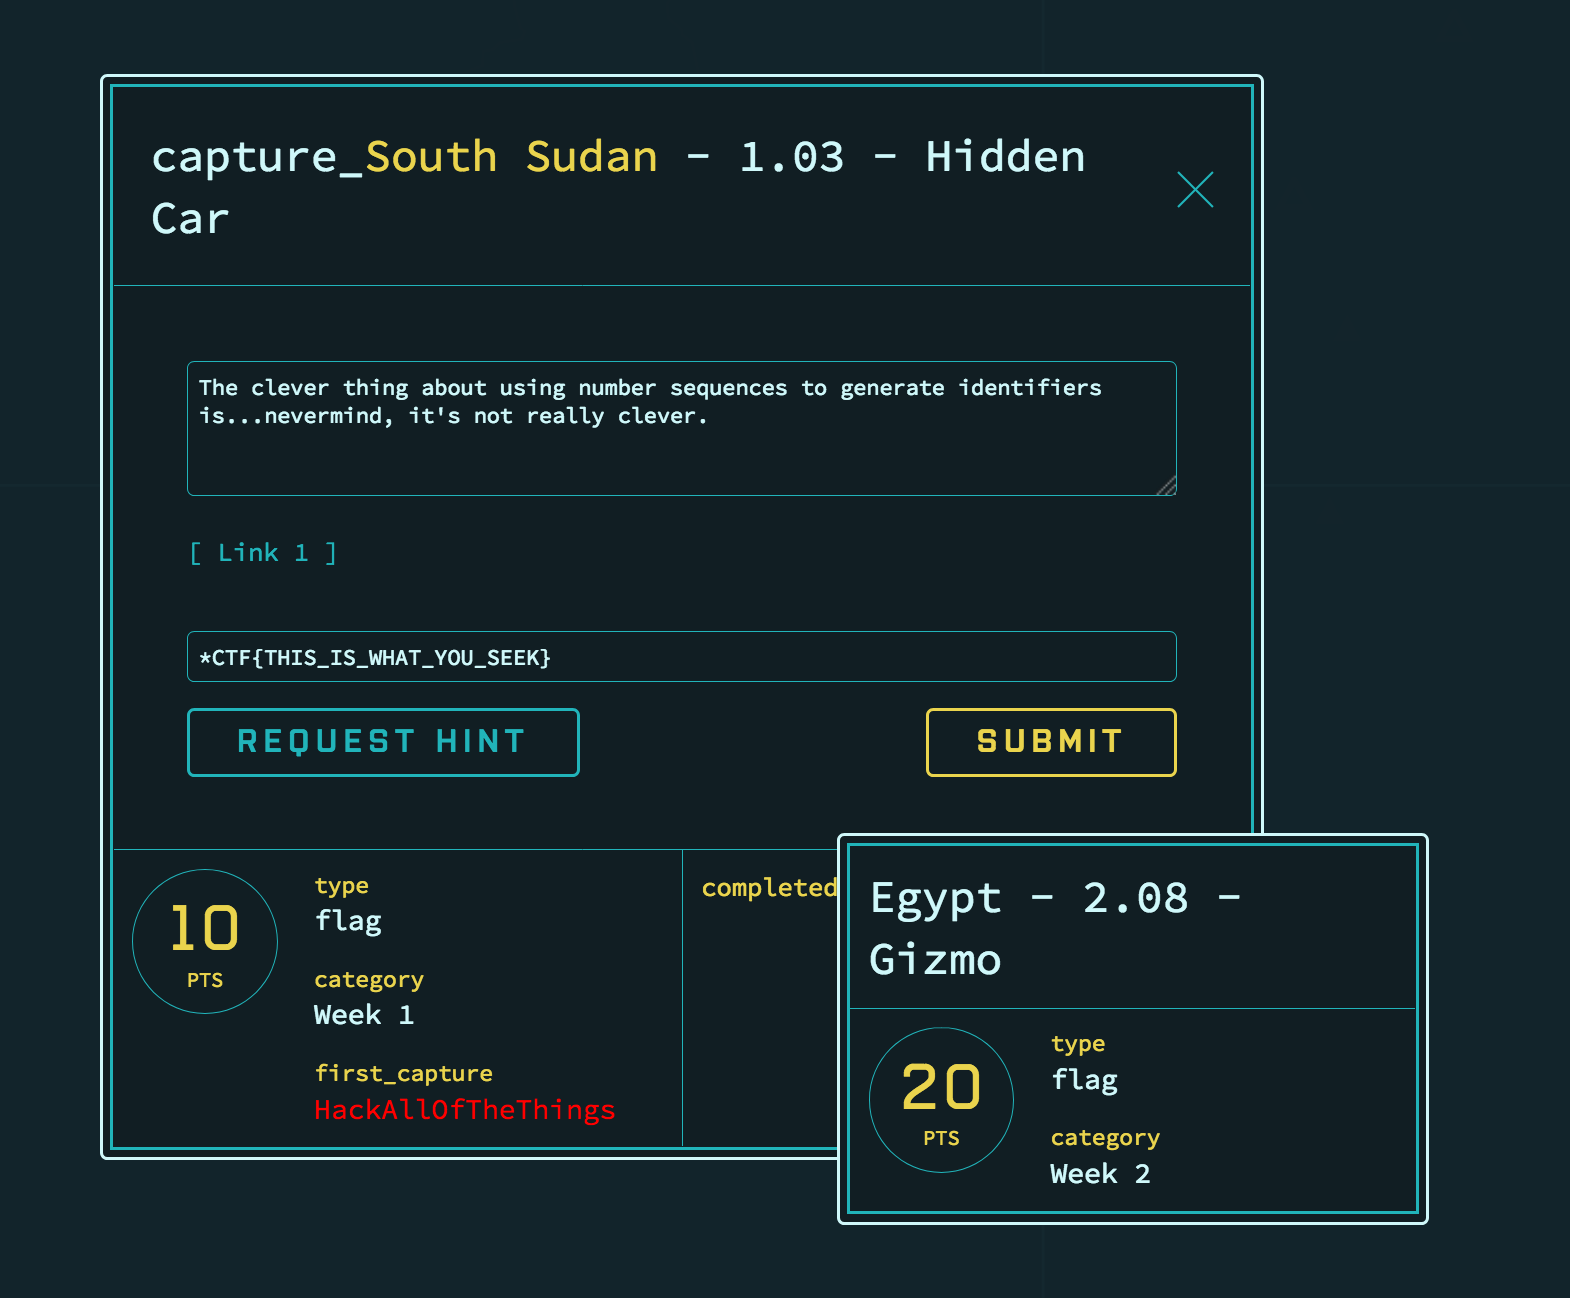 capture_South Sudan - 1.03 - Hidden
Car
The clever thing about using number sequences to generate identifiers
is...nevermind, it's not really clever.
[ Link 1 ]
*CTF{THIS_IS_WHAT_YOU_SEEK}
REQUEST HINT
SUBMIT
10
PTS
type
flag
category
Week 1
first_capture
HackAllOfTheThings
completed
Egypt - 2.08 -
Gizmo
20
PTS
type
flag
category
Week 2